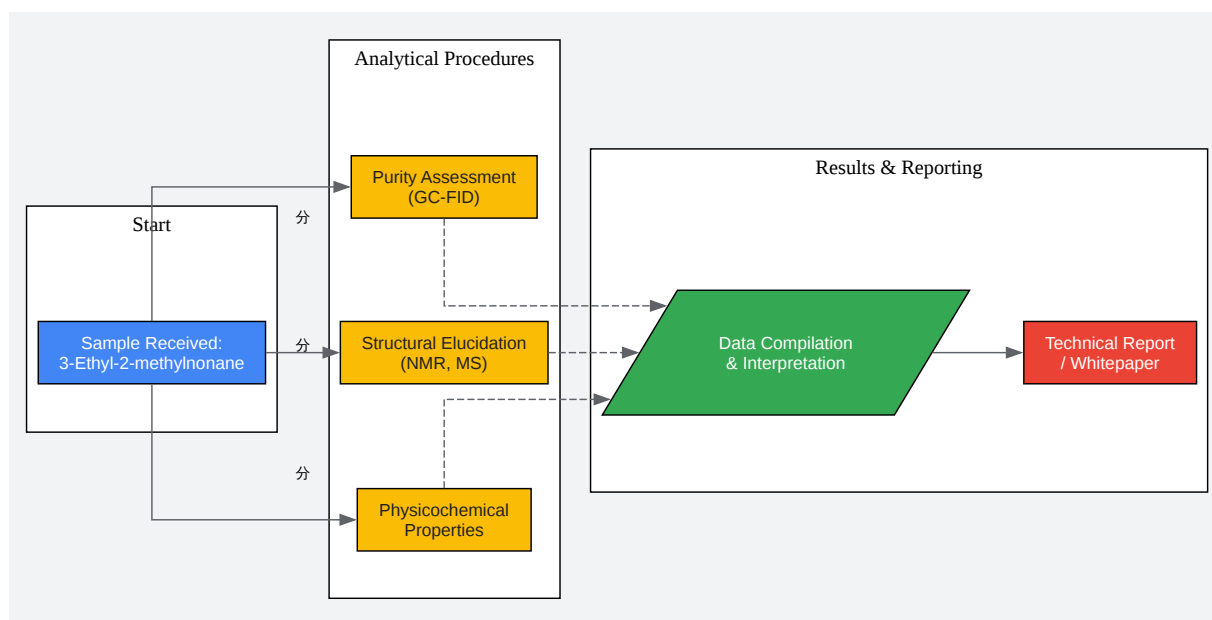 Analytical Procedures
Purity Assessment
(GC-FID)
Results & Reporting
Start
分
Sample Received:
3-Ethyl-2-methylnonane
分
Structural Elucidation
(NMR, MS)
Data Compilation
& Interpretation
Technical Report
/ Whitepaper
分
Physicochemical
Properties